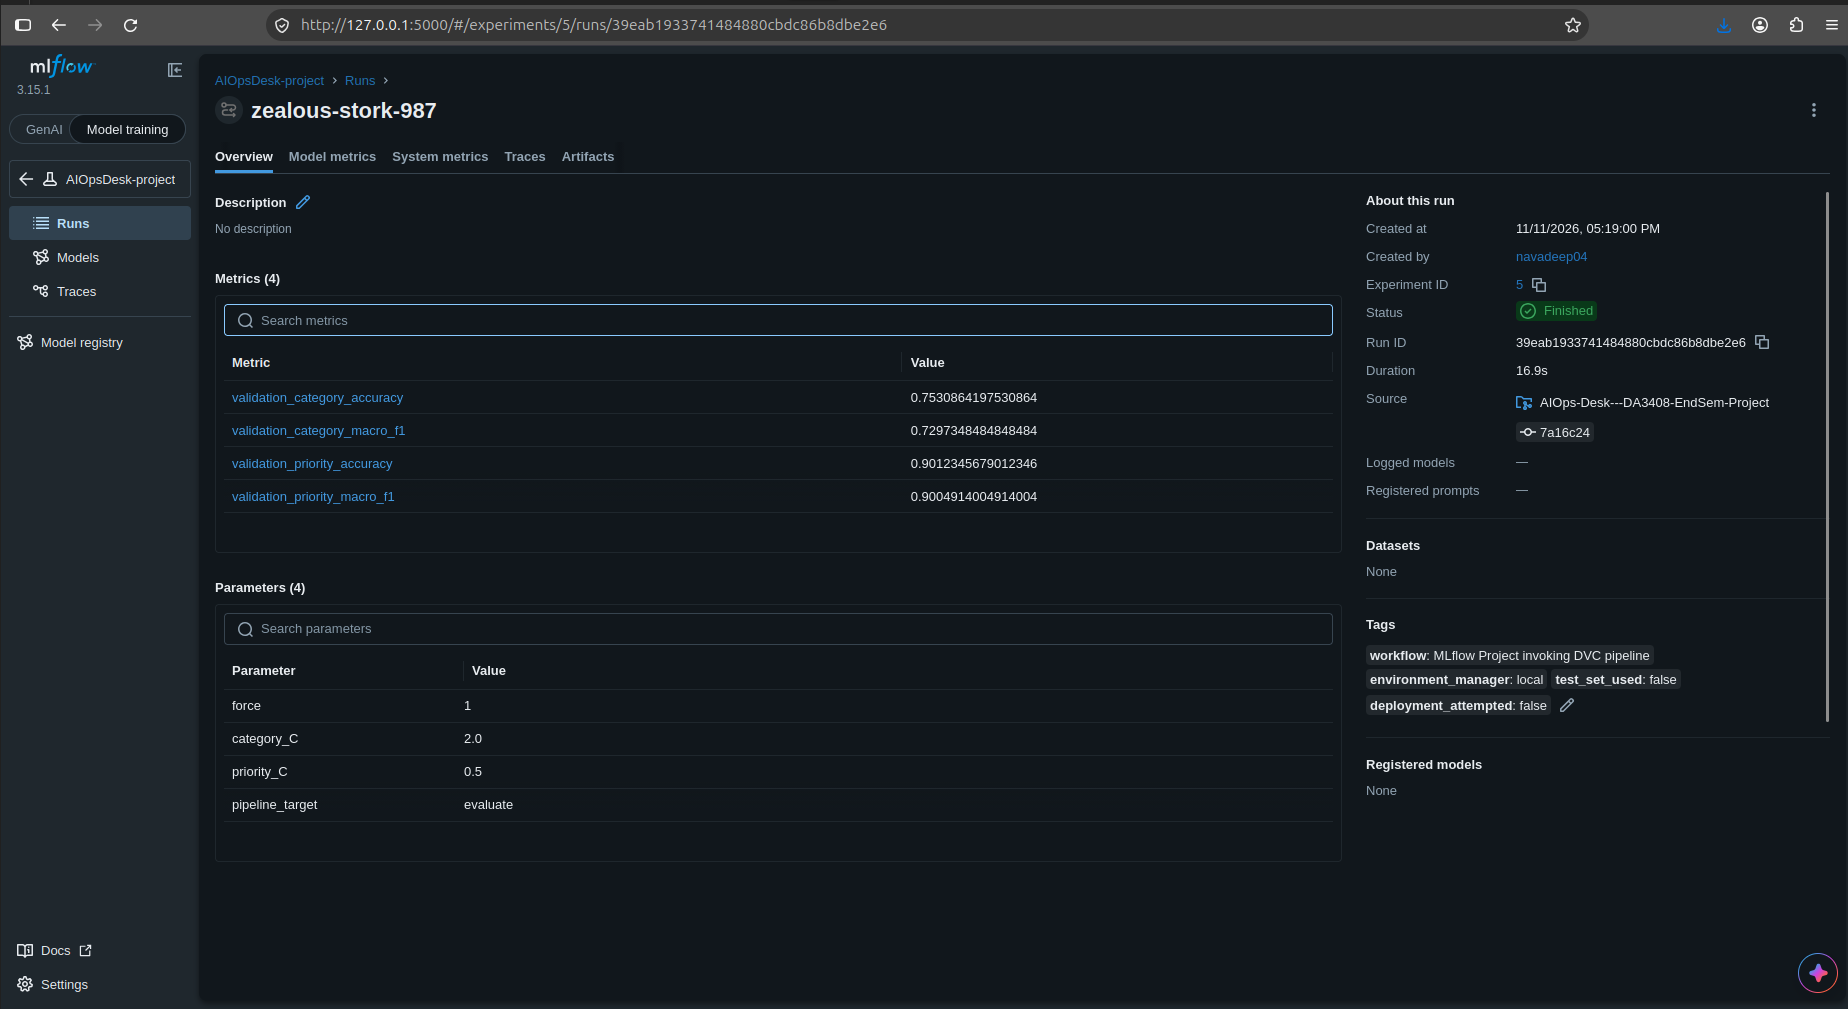 http://127.0.0.1:5000/#/experiments/5/runs/39eab1933741484880cbdc86b8dbe2e6
mlflow
3.15.1
GenAI Model training
AIOpsDesk-project
Runs
Models
Traces
Model registry
Docs
Settings
AIOpsDesk-project > Runs >
zealous-stork-987
Overview Model metrics System metrics Traces Artifacts
Description
No description
Metrics (4)
Search metrics
Metric Value
validation_category_accuracy 0.7530864197530864
validation_category_macro_f1 0.7297348484848484
validation_priority_accuracy 0.9012345679012346
validation_priority_macro_f1 0.9004914004914004
Parameters (4)
Search parameters
Parameter Value
force 1
category_C 2.0
priority_C 0.5
pipeline_target evaluate
About this run
Created at 11/11/2026, 05:19:00 PM
Created by navadeep04
Experiment ID 5
Status Finished
Run ID 39eab1933741484880cbdc86b8dbe2e6
Duration 16.9s
Source AIOps-Desk---DA3408-EndSem-Project
7a16c24
Logged models —
Registered prompts —
Datasets
None
Tags
workflow: MLflow Project invoking DVC pipeline
environment_manager: local test_set_used: false
deployment_attempted: false
Registered models
None